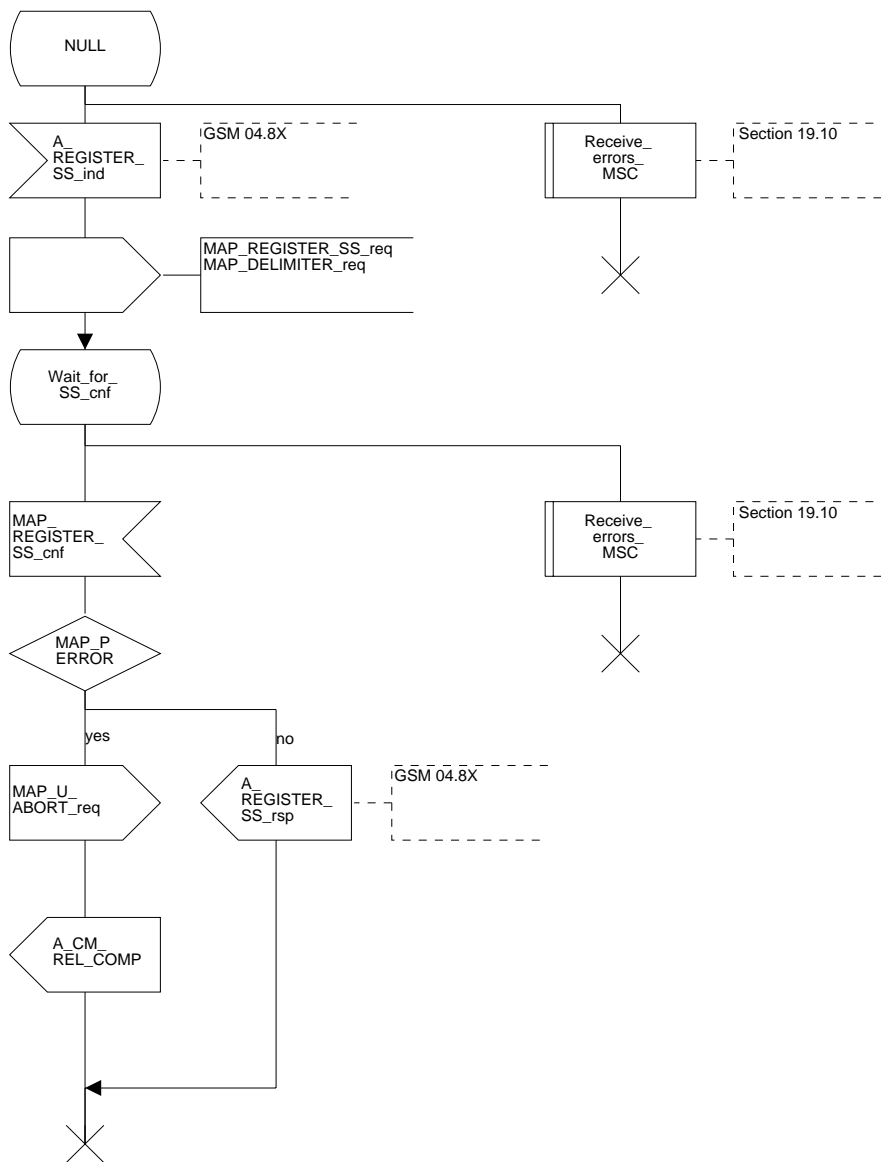 NULL
A_
REGISTER_
SS_ind
GSM 04.8X
Receive_
errors_
MSC
Section 19.10
MAP_REGISTER_SS_req
MAP_DELIMITER_req
Wait_for_
SS_cnf
MAP_
REGISTER_
SS_cnf
Receive_
errors_
MSC
Section 19.10
MAP_P
ERROR
yes
no
MAP_U_
ABORT_req
A_
REGISTER_
SS_rsp
GSM 04.8X
A_CM_
REL_COMP